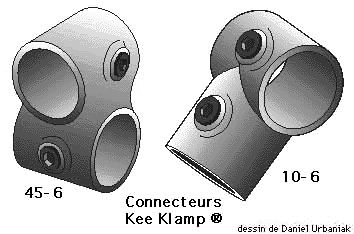 45-6
10-6
Connecteurs
Kee Klamp ®
dessin de Daniel Urbaniak